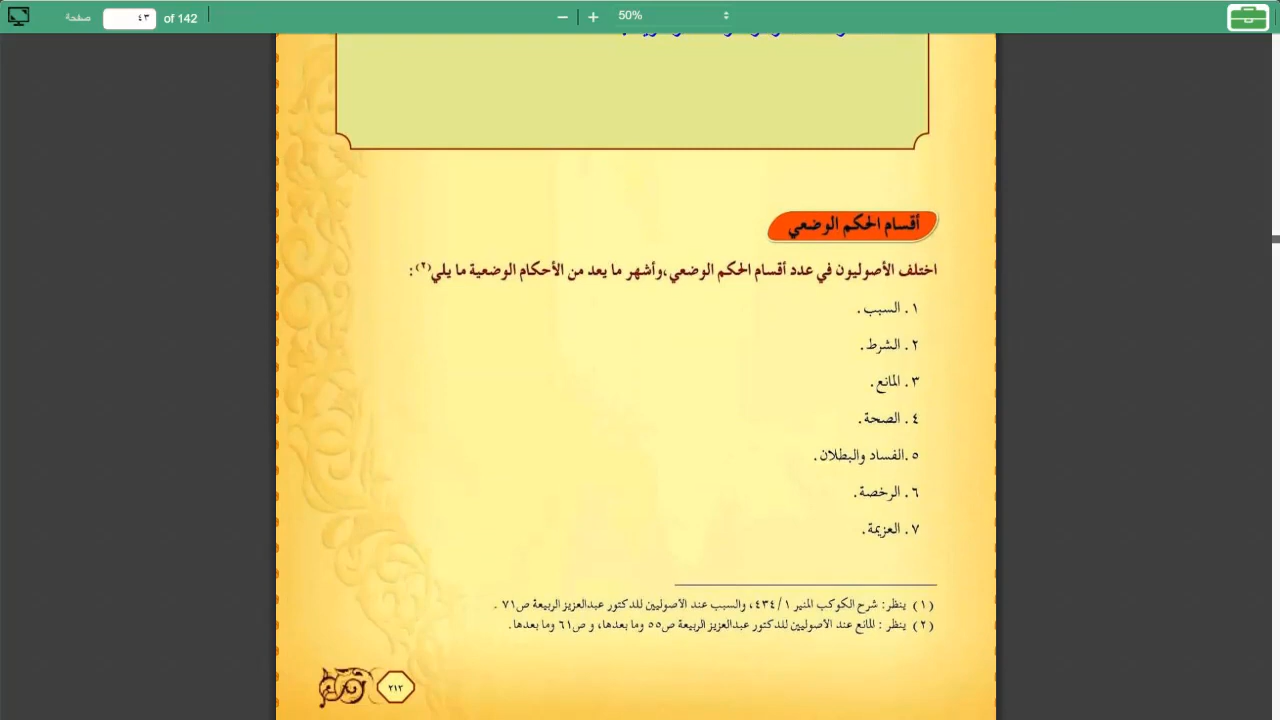 صفحة ٤٣ of 142
50%
أقسام الحكم الوضعي
اختلف الأصوليون في عدد أقسام الحكم الوضعي،وأشهر ما يعد من الأحكام الوضعية ما يلي(٢):
١. السبب.
٢. الشرط.
٣. المانع.
٤. الصحة.
٥.الفساد والبطلان.
٦. الرخصة.
٧. العزيمة.
(١) ينظر: شرح الكوكب المنير ١/ ٤٣٤، والسبب عند الأصوليين للدكتور عبدالعزيز الربيعة ص٧١ .
(٢) ينظر : المانع عند الأصوليين للدكتور عبدالعزيز الربيعة ص٥٥ وما بعدها، و ص٦١ وما بعدها.
٢١٢